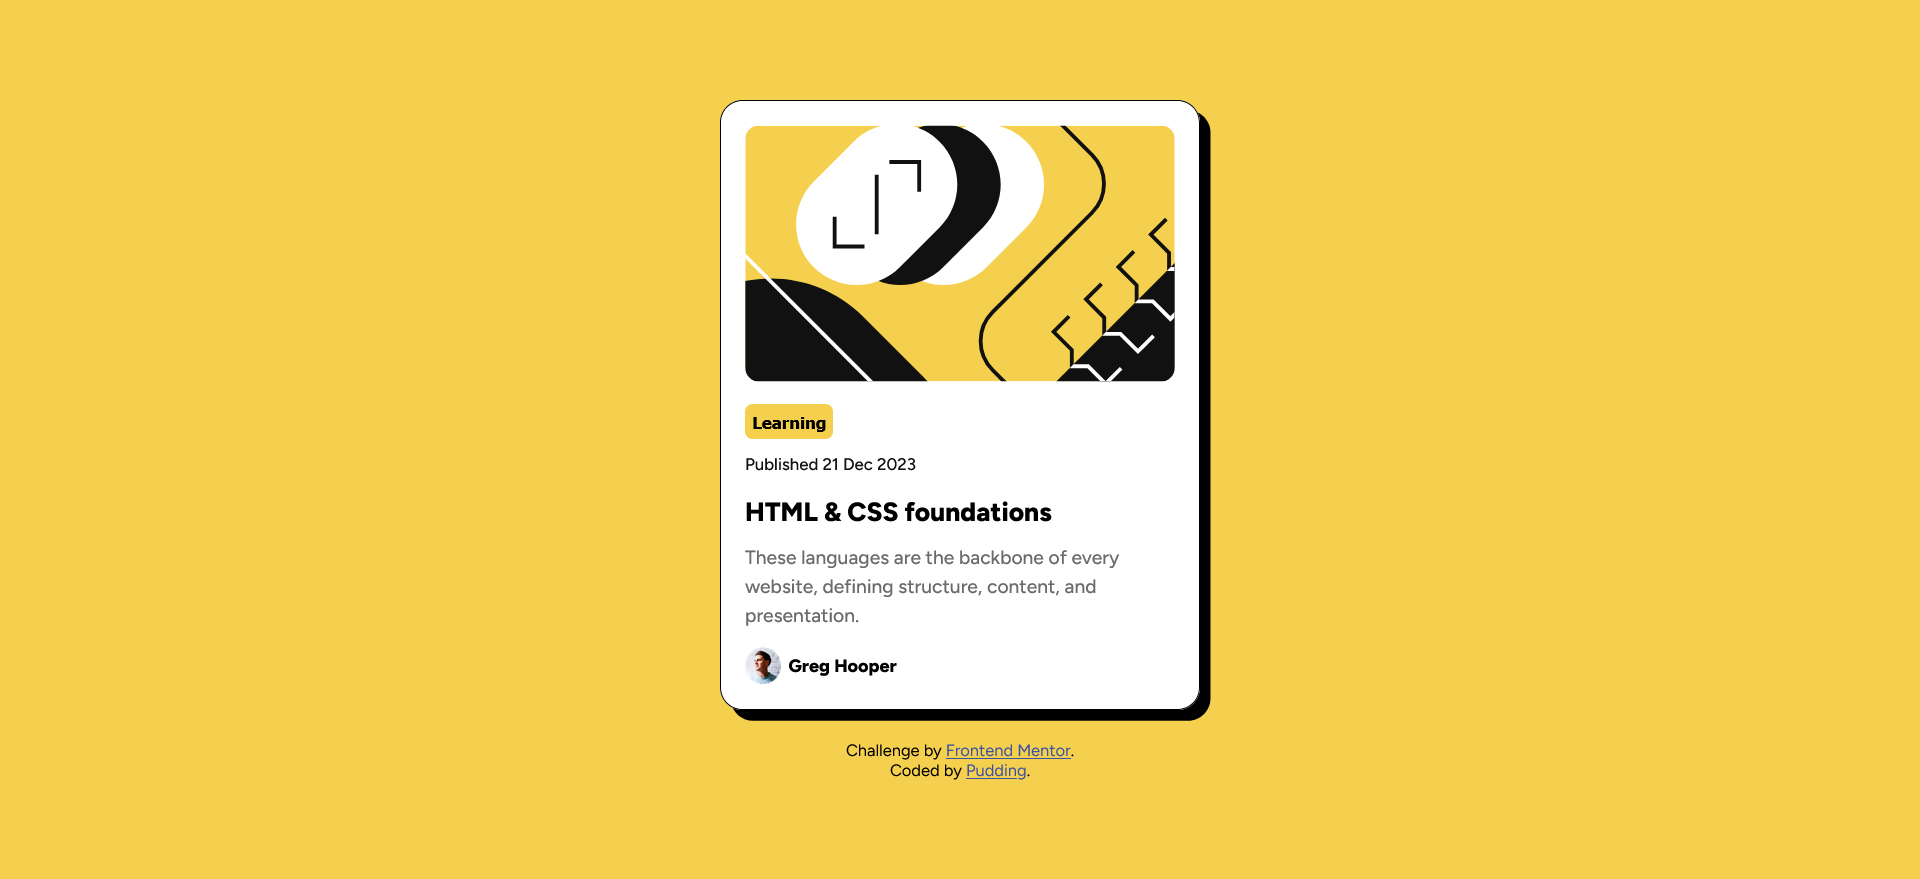 Learning
Published 21 Dec 2023
HTML & CSS foundations
These languages are the backbone of every
website, defining structure, content, and
presentation.
Greg Hooper
Challenge by Frontend Mentor.
Coded by Pudding.